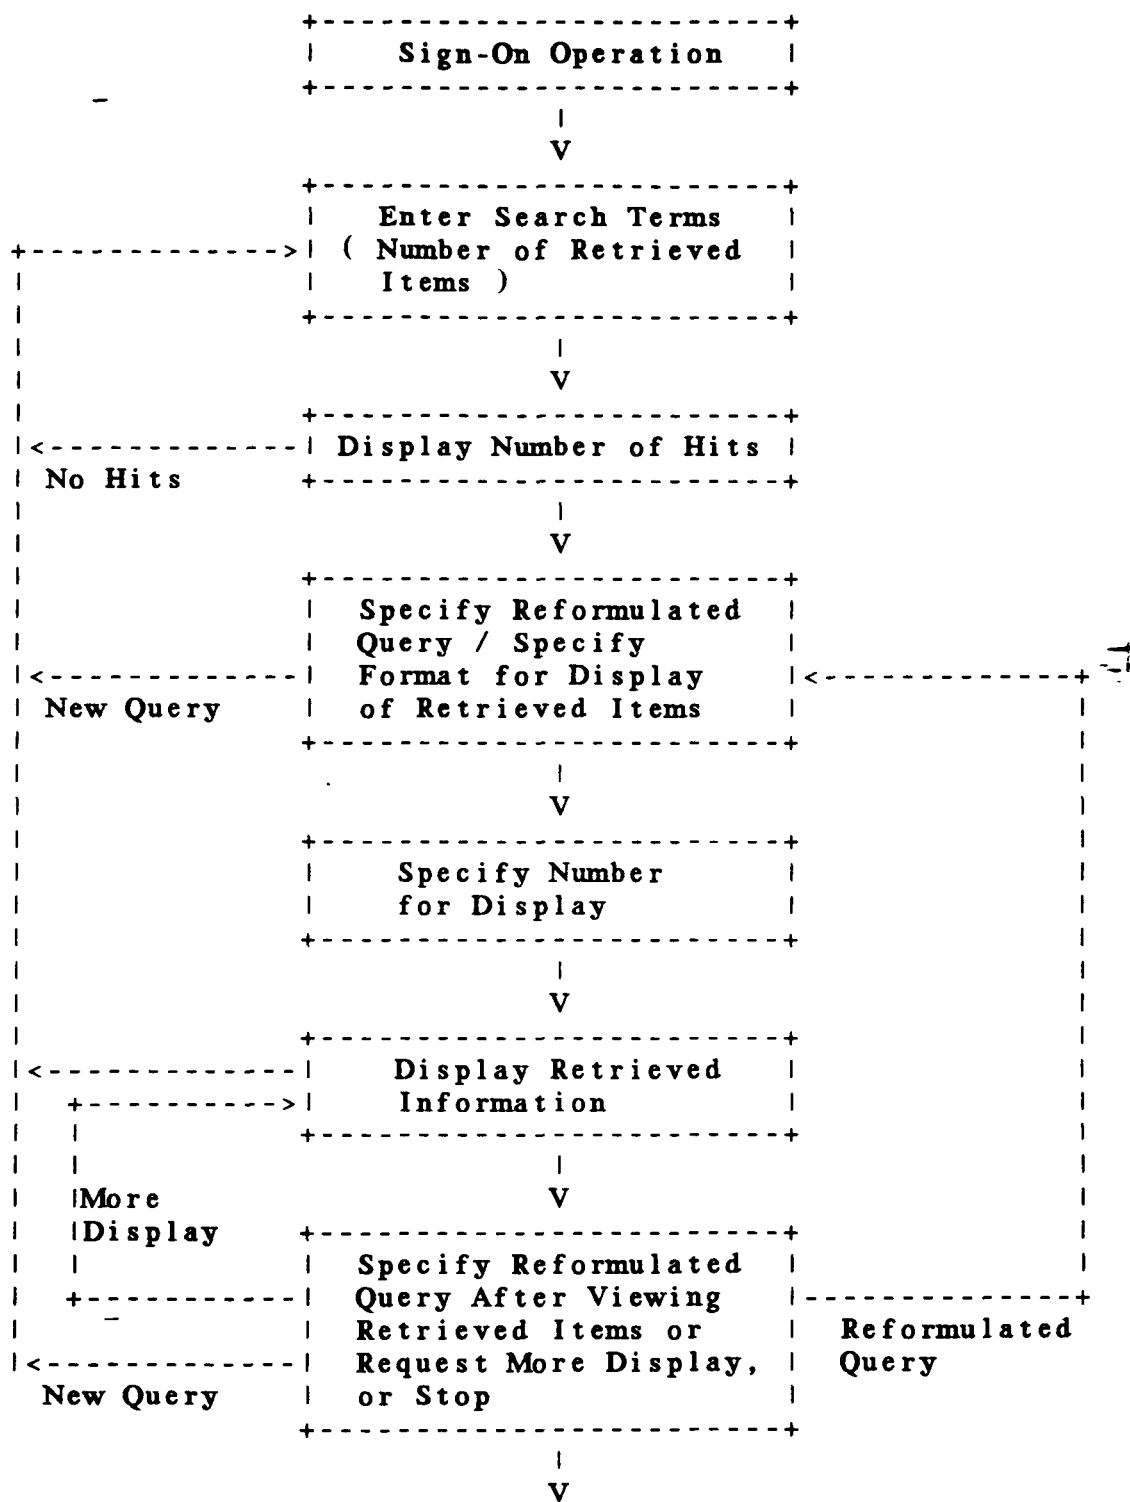 Sign-On Operation
V
Enter Search Terms
( Number of Retrieved
Items )
V
Display Number of Hits
No Hits
V
Specify Reformulated
Query / Specify
Format for Display
of Retrieved Items
New Query
V
Specify Number
for Display
V
Display Retrieved
Information
V
More
Display
Specify Reformulated
Query After Viewing
Retrieved Items or
Request More Display,
or Stop
Reformulated
Query
New Query
V